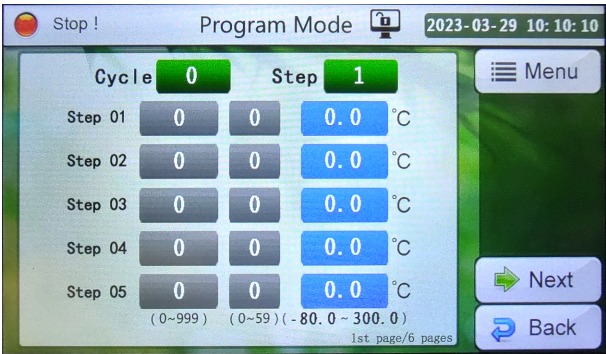 Stop ! Program Mode 2023-03-29 10:10:10
Cycle 0 Step 1 Menu
Step 01 0 0 0.0 °C
Step 02 0 0 0.0 °C
Step 03 0 0 0.0 °C
Step 04 0 0 0.0 °C
Step 05 0 0 0.0 °C
(0~999) (0~59) (-80.0~300.0)
1st page/6 pages
Next
Back